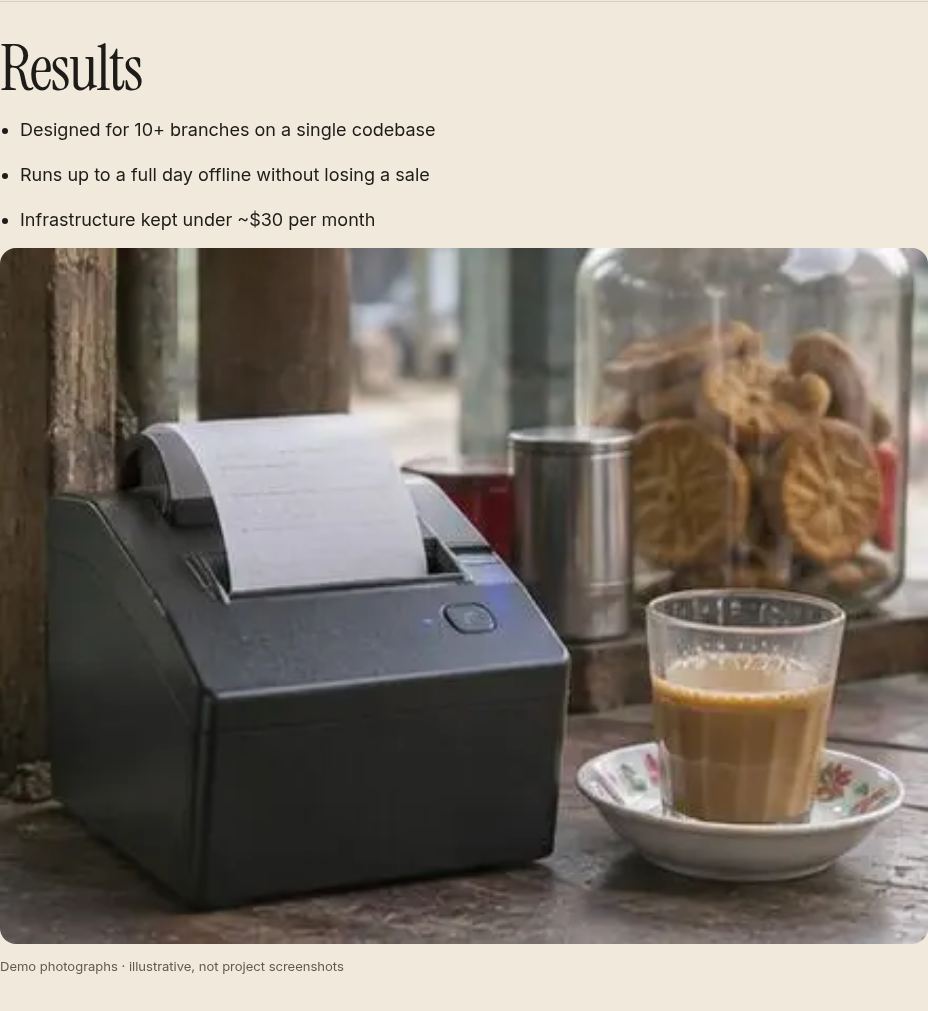 Results
Designed for 10+ branches on a single codebase
Runs up to a full day offline without losing a sale
Infrastructure kept under ~$30 per month
Demo photographs · illustrative, not project screenshots